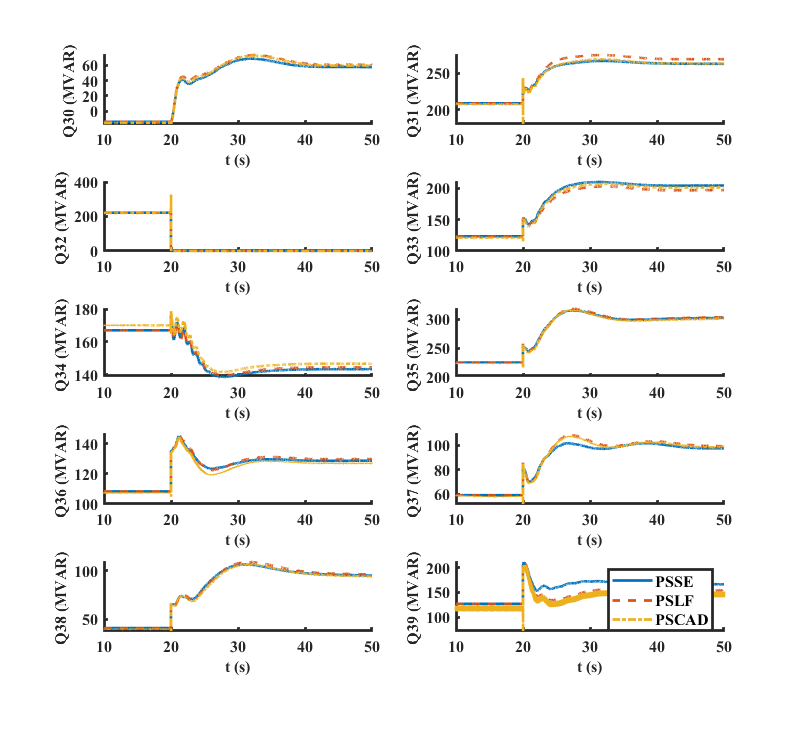 Q30 (MVAR)
60
40
20
0
10 20 30 40 50
t (s)
Q31 (MVAR)
250
200
10 20 30 40 50
t (s)
Q32 (MVAR)
400
200
0
10 20 30 40 50
t (s)
Q33 (MVAR)
200
150
100
10 20 30 40 50
t (s)
Q34 (MVAR)
180
160
140
10 20 30 40 50
t (s)
Q35 (MVAR)
300
250
200
10 20 30 40 50
t (s)
Q36 (MVAR)
140
120
100
10 20 30 40 50
t (s)
Q37 (MVAR)
100
80
60
10 20 30 40 50
t (s)
Q38 (MVAR)
100
50
10 20 30 40 50
t (s)
Q39 (MVAR)
200
150
100
10 20 30 40 50
t (s)
PSSE
PSLF
PSCAD